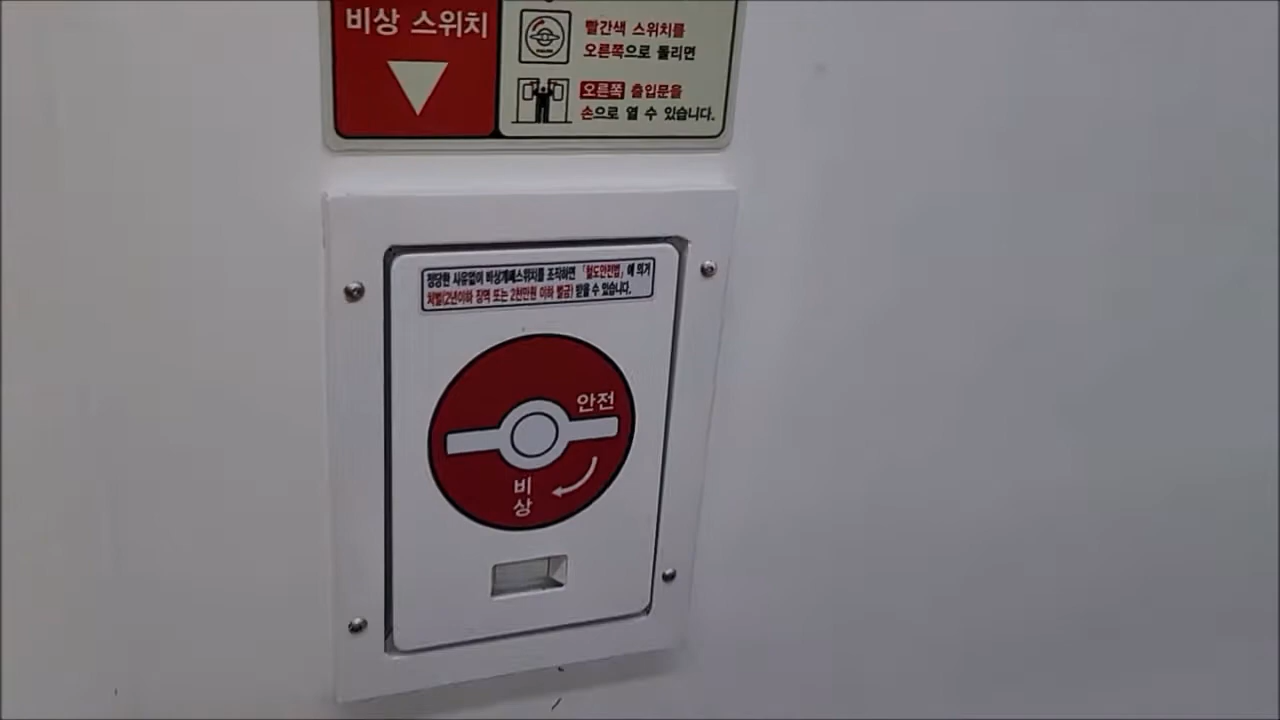 비상 스위치
빨간색 스위치를
오른쪽으로 돌리면
오른쪽 출입문을
손으로 열 수 있습니다.
정당한 사유없이 비상개폐스위치를 조작하면 「철도안전법」에 의거
처벌(2년이하 징역 또는 2천만원 이하 벌금) 받을 수 있습니다.
안전
비
상